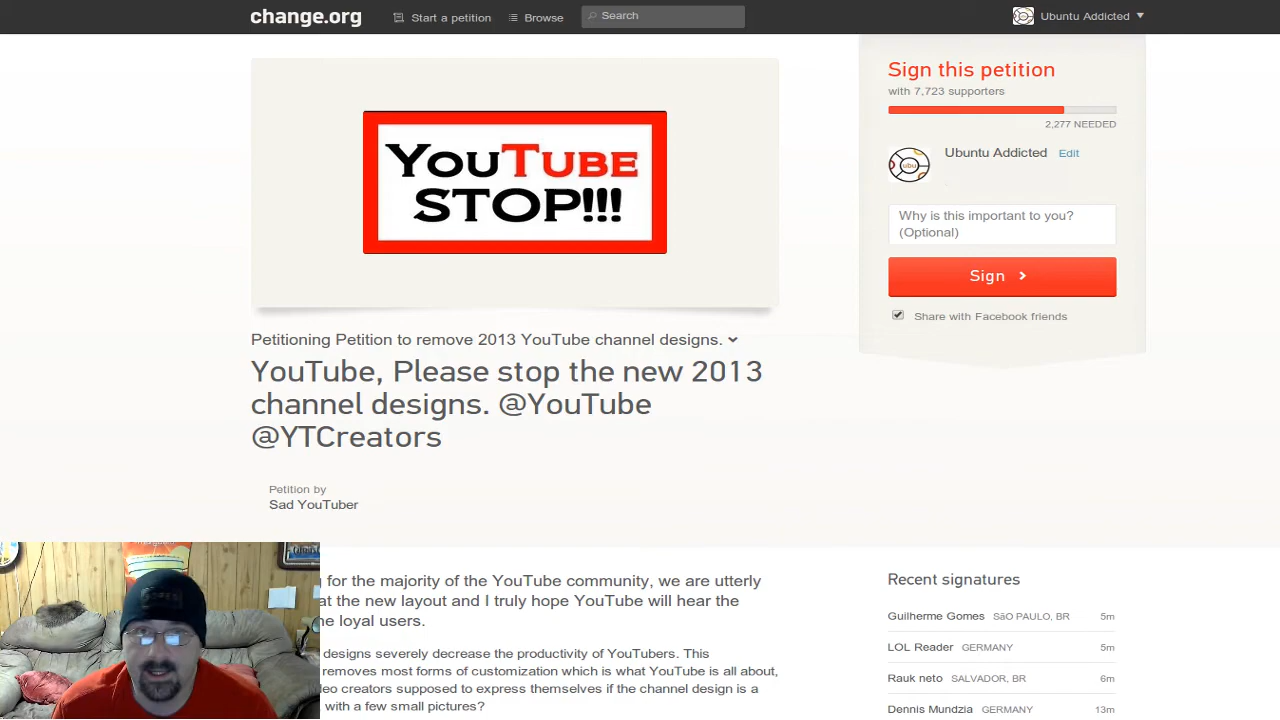 change.org
Start a petition
Browse
Search
Ubuntu Addicted
YouTube
STOP!!!
Petitioning Petition to remove 2013 YouTube channel designs.
YouTube, Please stop the new 2013
channel designs. @YouTube
@YTCreators
Petition by
Sad YouTuber
for the majority of the YouTube community, we are utterly
at the new layout and I truly hope YouTube will hear the
loyal users.
designs severely decrease the productivity of YouTubers. This
removes most forms of customization which is what YouTube is all about,
creators supposed to express themselves if the channel design is a
with a few small pictures?
Sign this petition
with 7,723 supporters
2,277 NEEDED
ubu
Ubuntu Addicted Edit
Why is this important to you?
(Optional)
Sign
Share with Facebook friends
Recent signatures
Guilherme Gomes SãO PAULO, BR 5m
LOL Reader GERMANY 5m
Rauk neto SALVADOR, BR 6m
Dennis Mundzia GERMANY 13m